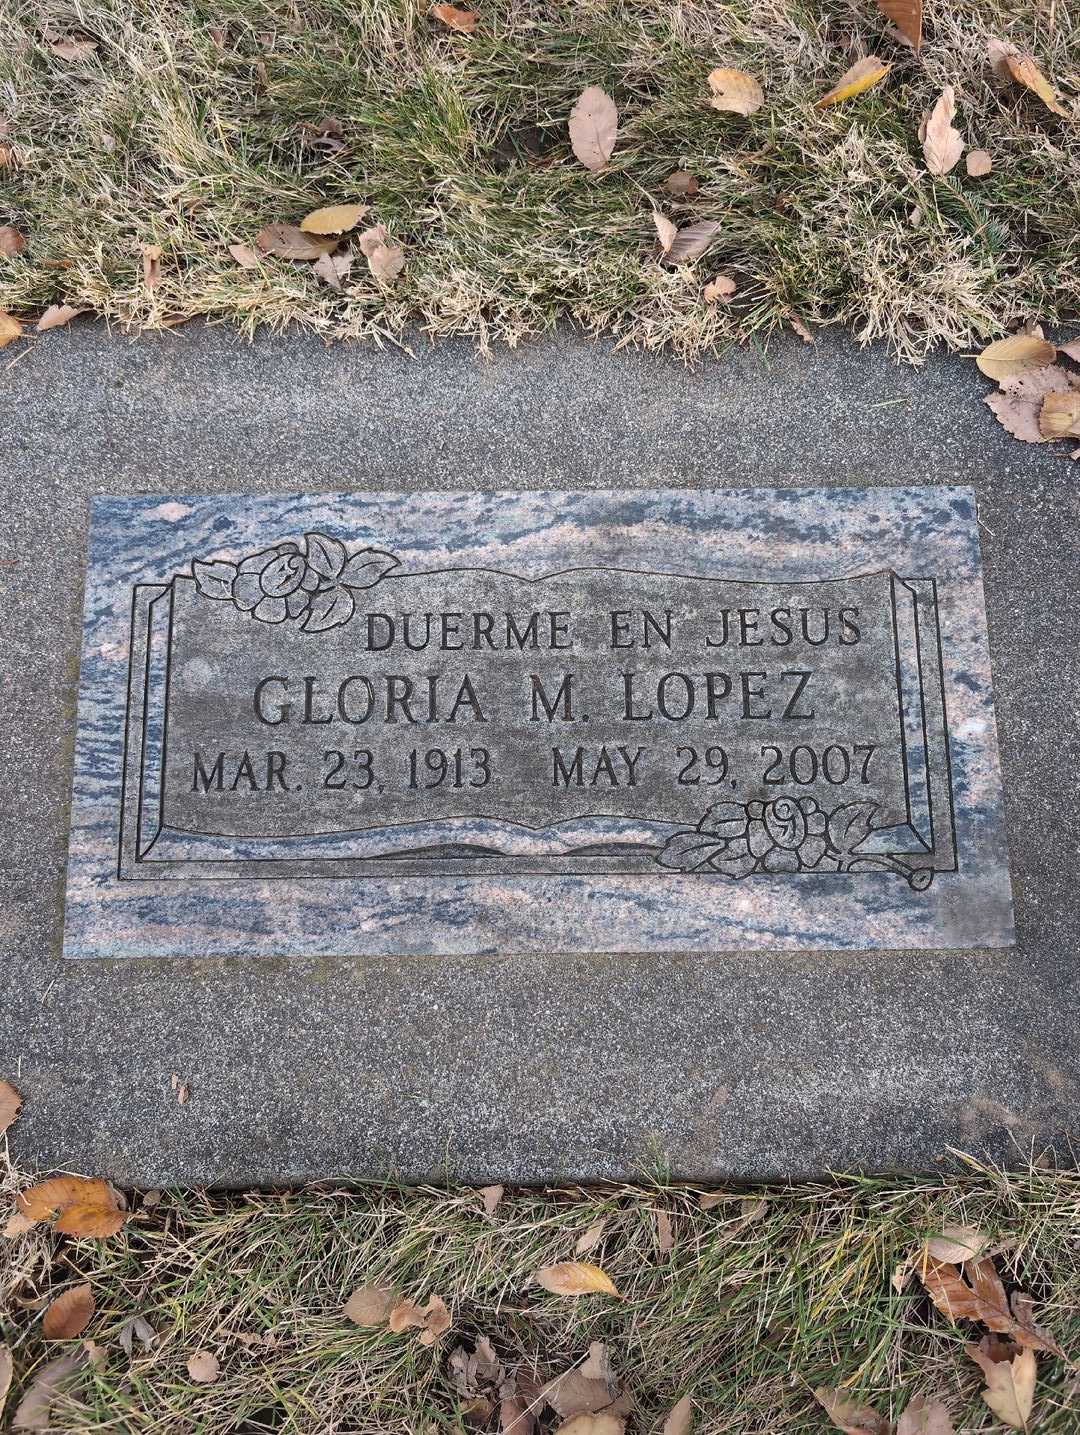 DUERME EN JESUS
GLORIA M. LOPEZ
MAR. 23, 1913 MAY 29, 2007